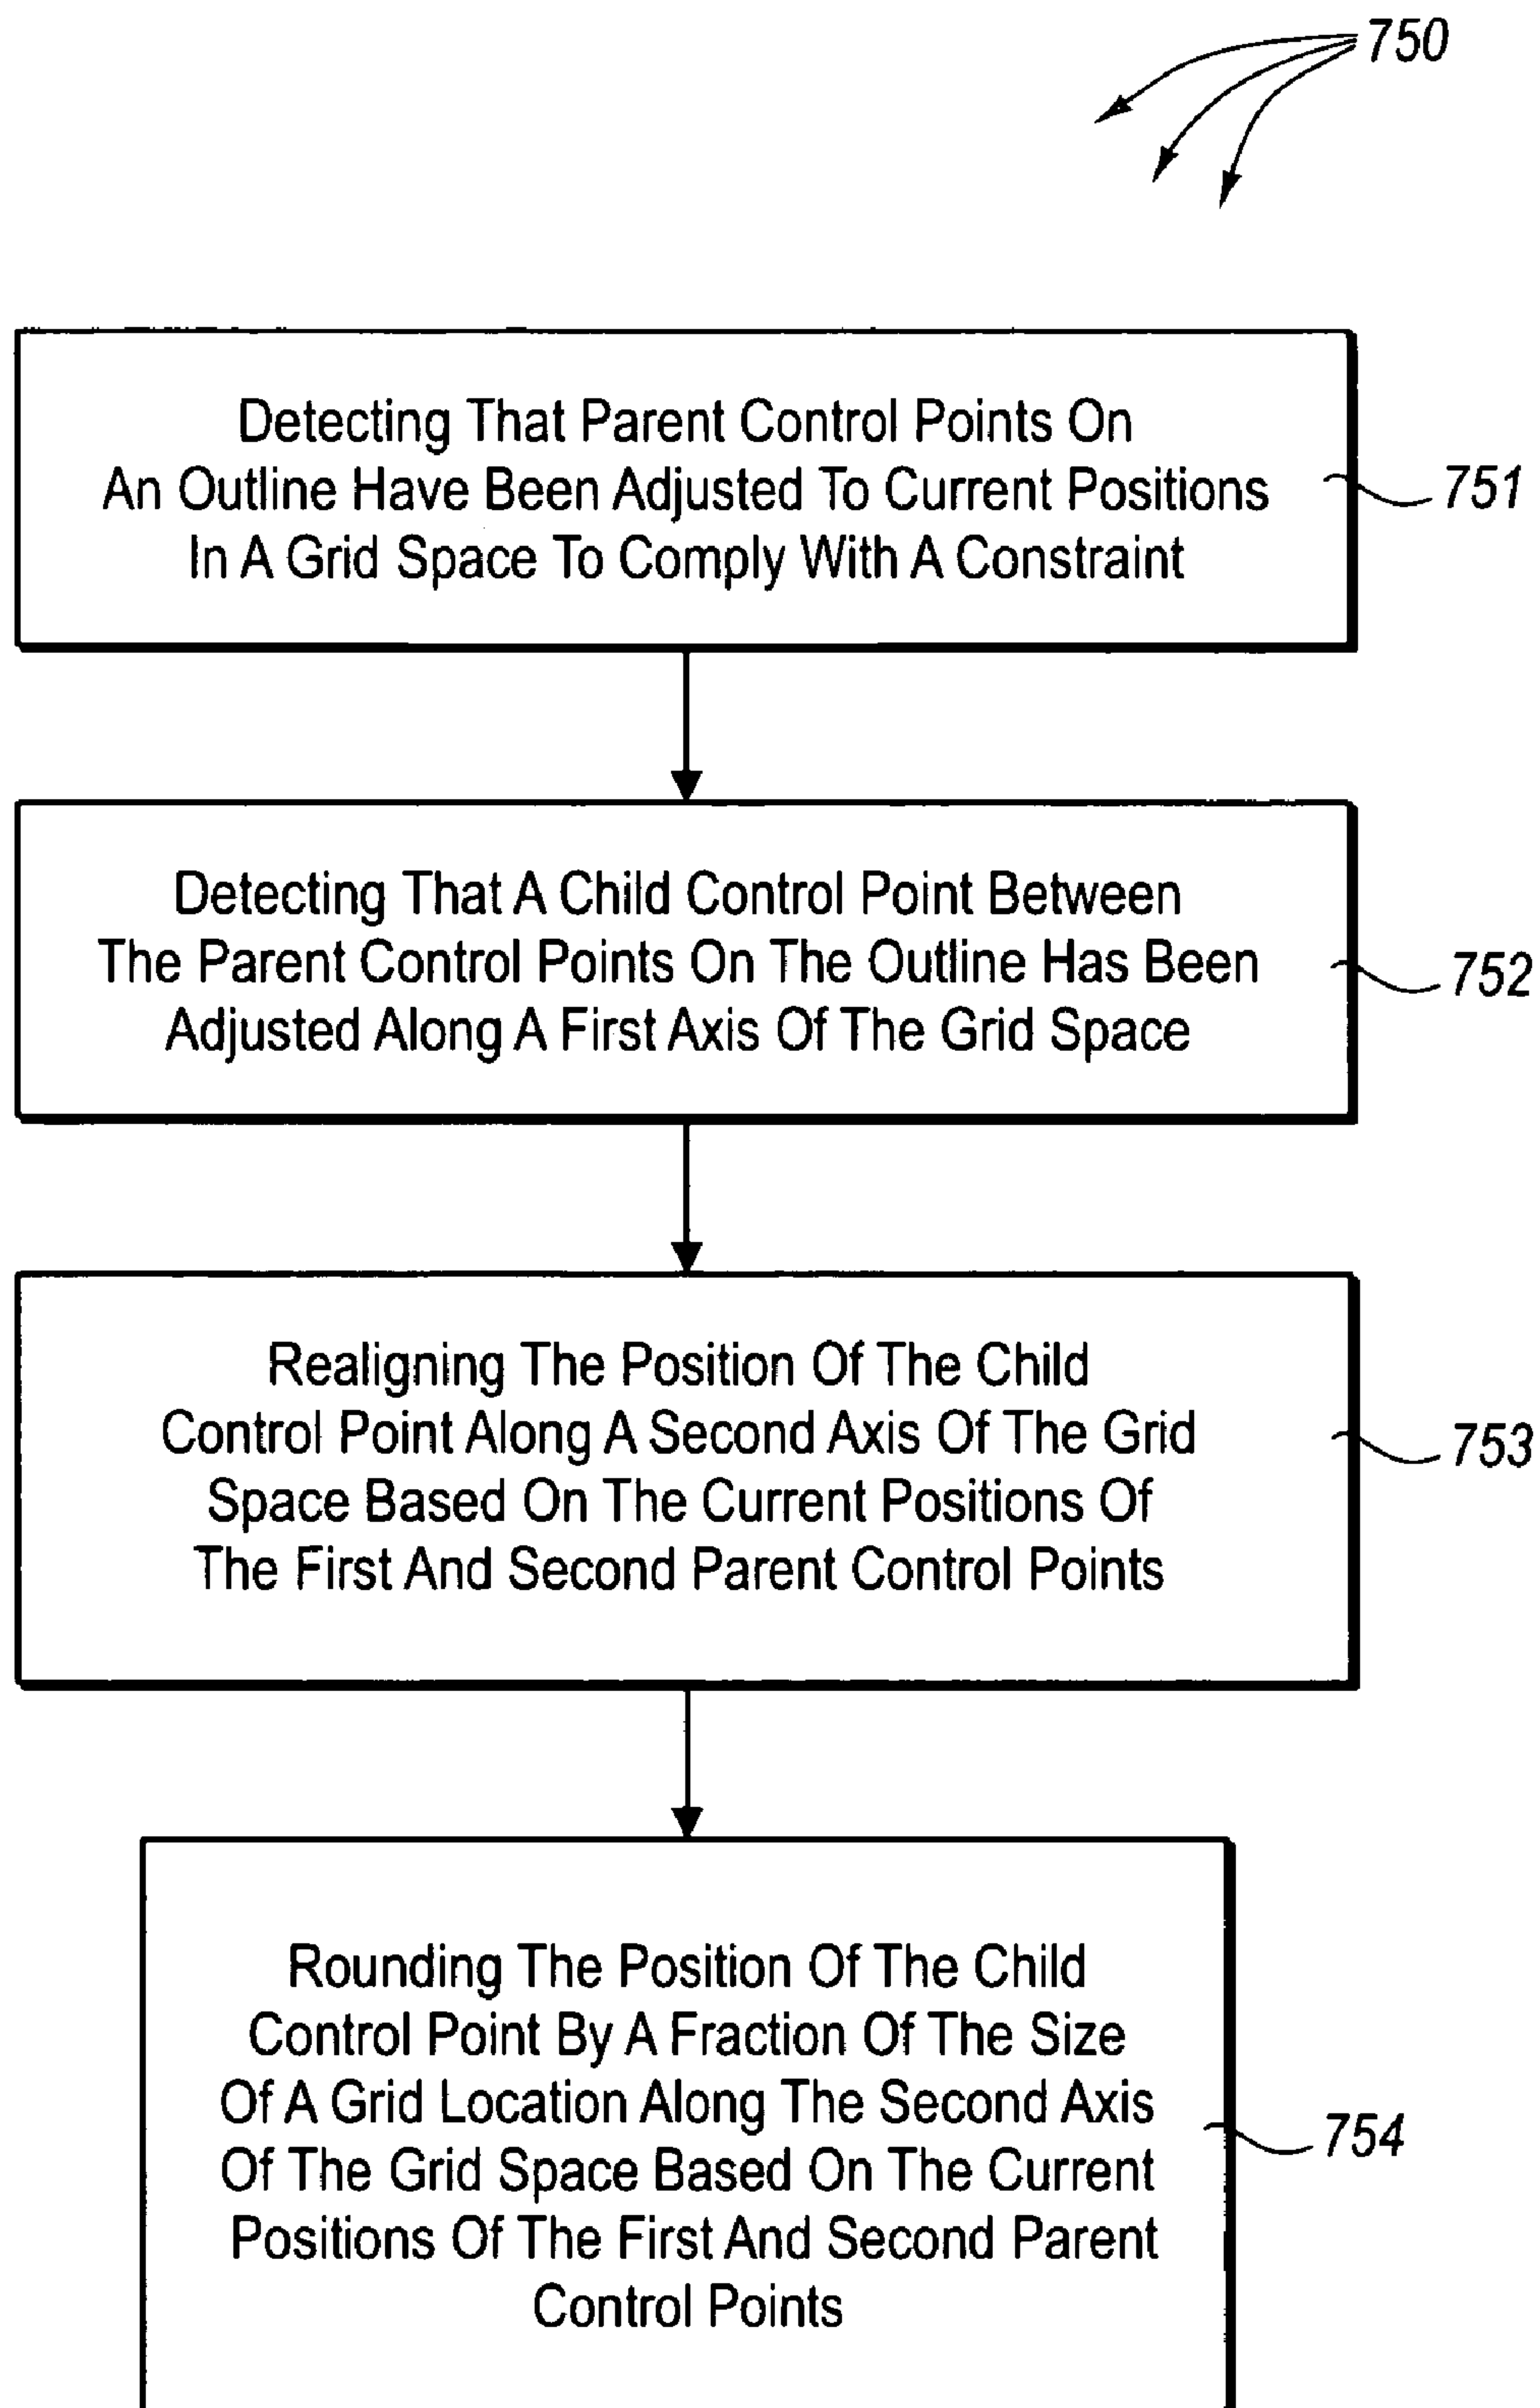 750
Detecting That Parent Control Points On
An Outline Have Been Adjusted To Current Positions
In A Grid Space To Comply With A Constraint
751
Detecting That A Child Control Point Between
The Parent Control Points On The Outline Has Been
Adjusted Along A First Axis Of The Grid Space
752
Realigning The Position Of The Child
Control Point Along A Second Axis Of The Grid
Space Based On The Current Positions Of
The First And Second Parent Control Points
753
Rounding The Position Of The Child
Control Point By A Fraction Of The Size
Of A Grid Location Along The Second Axis
Of The Grid Space Based On The Current
Positions Of The First And Second Parent
Control Points
754